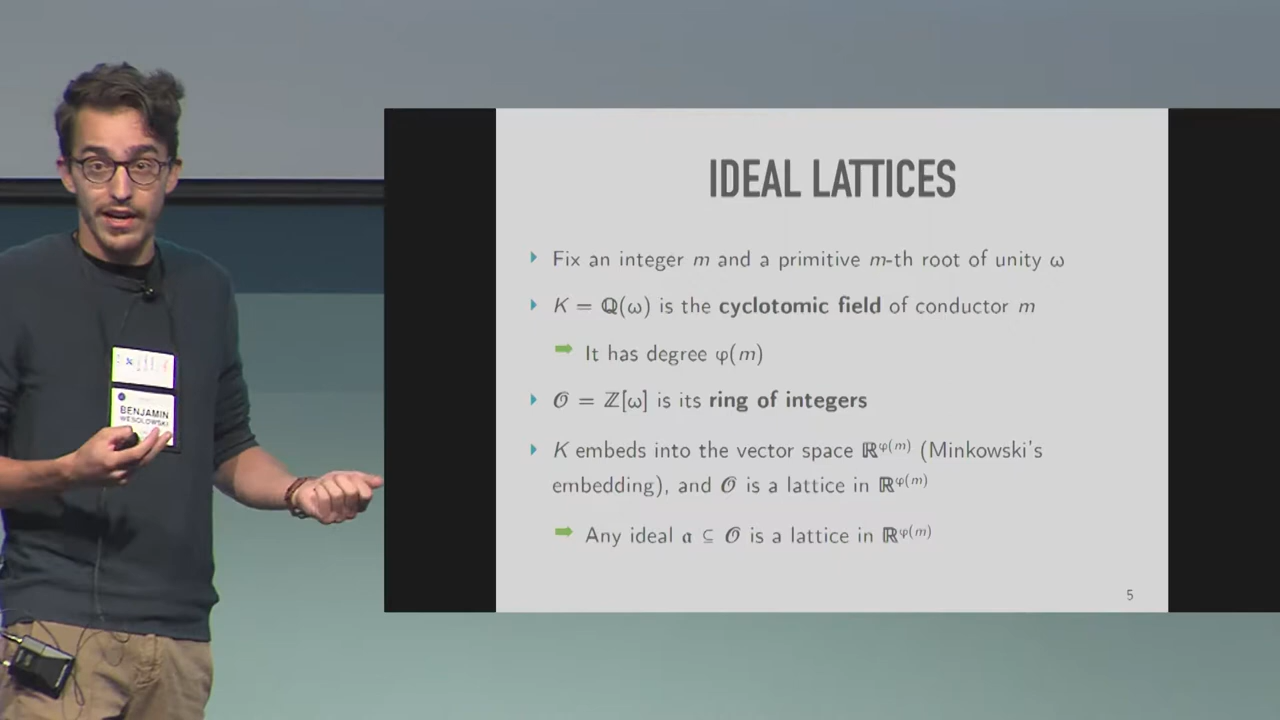 IDEAL LATTICES
Fix an integer m and a primitive m-th root of unity ω
K = ℚ(ω) is the cyclotomic field of conductor m
It has degree φ(m)
𝒪 = ℤ[ω] is its ring of integers
K embeds into the vector space ℝ^φ(m) (Minkowski's
embedding), and 𝒪 is a lattice in ℝ^φ(m)
Any ideal 𝔞 ⊆ 𝒪 is a lattice in ℝ^φ(m)
5
BENJAMIN
WESOLOWSKI